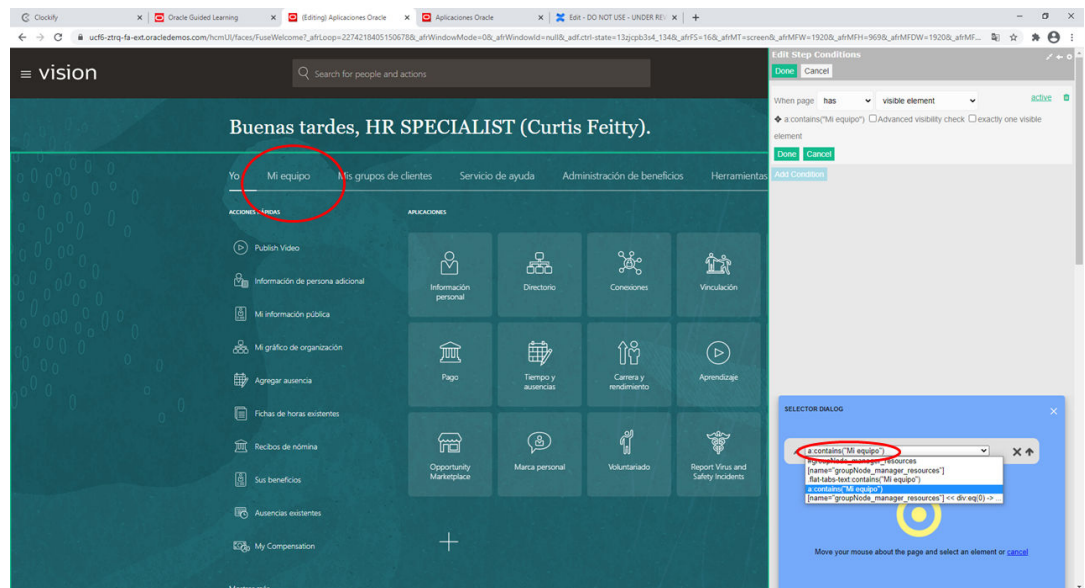 Clockify
Oracle Guided Learning
(Editing) Aplicaciones Oracle
Aplicaciones Oracle
Edit - DO NOT USE - UNDER REV
ucf6-ztrq-fa-ext.oracledemos.com/hcmUI/faces/FuseWelcome?_afrLoop=2274218405150678&_afrWindowMode=0&_afrWindowId=null&_adf.ctrl-state=13zjcpb3s4_134&_afrFS=16&_afrMT=screen&_afrMFW=1920&_afrMFH=969&_afrMFDW=1920&_afrMF...
vision
Search for people and actions
Buenas tardes, HR SPECIALIST (Curtis Feitty).
Yo
Mi equipo
Mis grupos de clientes
Servicio de ayuda
Administración de beneficios
Herramientas
ACCIONES RÁPIDAS
Publish Video
Información de persona adicional
Mi información pública
Mi gráfico de organización
Agregar ausencia
Fichas de horas existentes
Recibos de nómina
Sus beneficios
Ausencias existentes
My Compensation
Mostrar más
APLICACIONES
Información
personal
Directorio
Conexiones
Vinculación
Pago
Tiempo y
ausencias
Carrera y
rendimiento
Aprendizaje
Opportunity
Marketplace
Marca personal
Voluntariado
Report Virus and
Safety Incidents
Edit Step Conditions
Done Cancel
When page has visible element active
a:contains("Mi equipo") Advanced visibility check exactly one visible
element
Done Cancel
Add Condition
SELECTOR DIALOG
a:contains("Mi equipo")
#groupNode_manager_resources
[name="groupNode_manager_resources"]
.flat-tabs-text:contains("Mi equipo")
a:contains("Mi equipo")
[name="groupNode_manager_resources"] << div:eq(0) -> ...
Move your mouse about the page and select an element or cancel